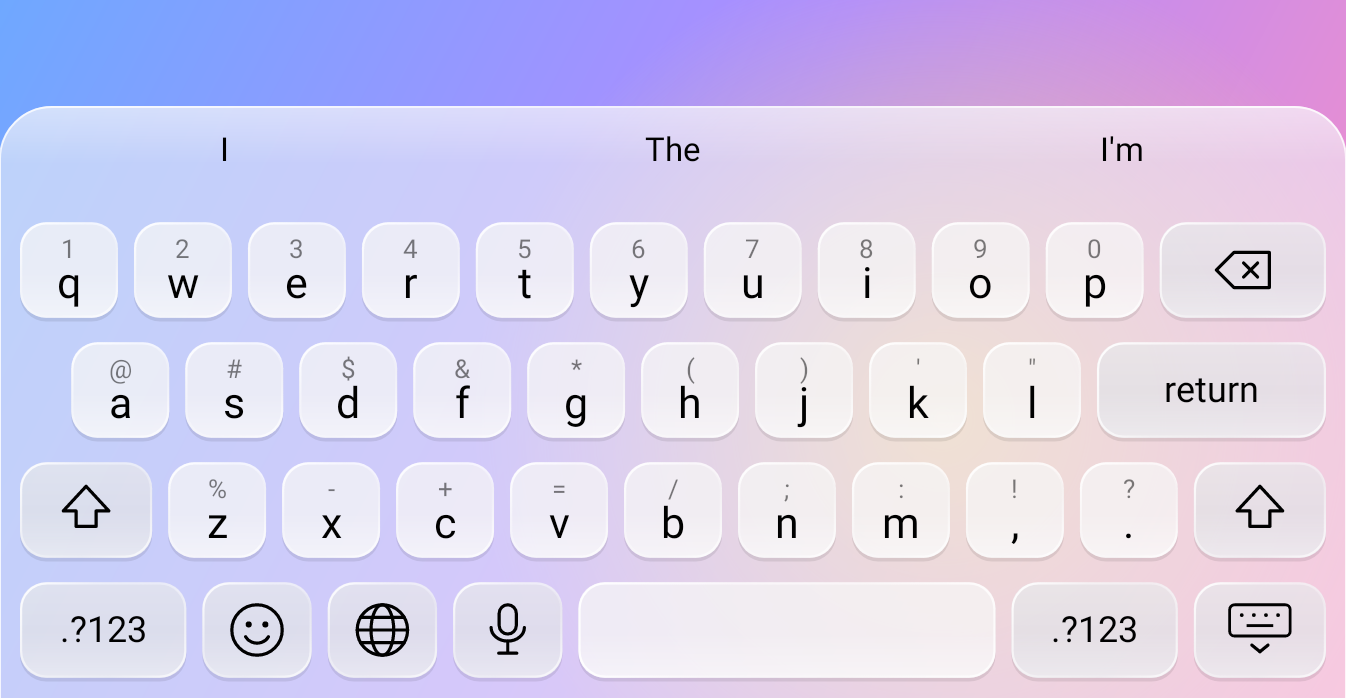 I The I'm
1 2 3 4 5 6 7 8 9 0
q w e r t y u i o p
@ # $ & * ( ) ' "
a s d f g h j k l return
% - + = / ; : ! ?
z x c v b n m , .
.?123 .?123